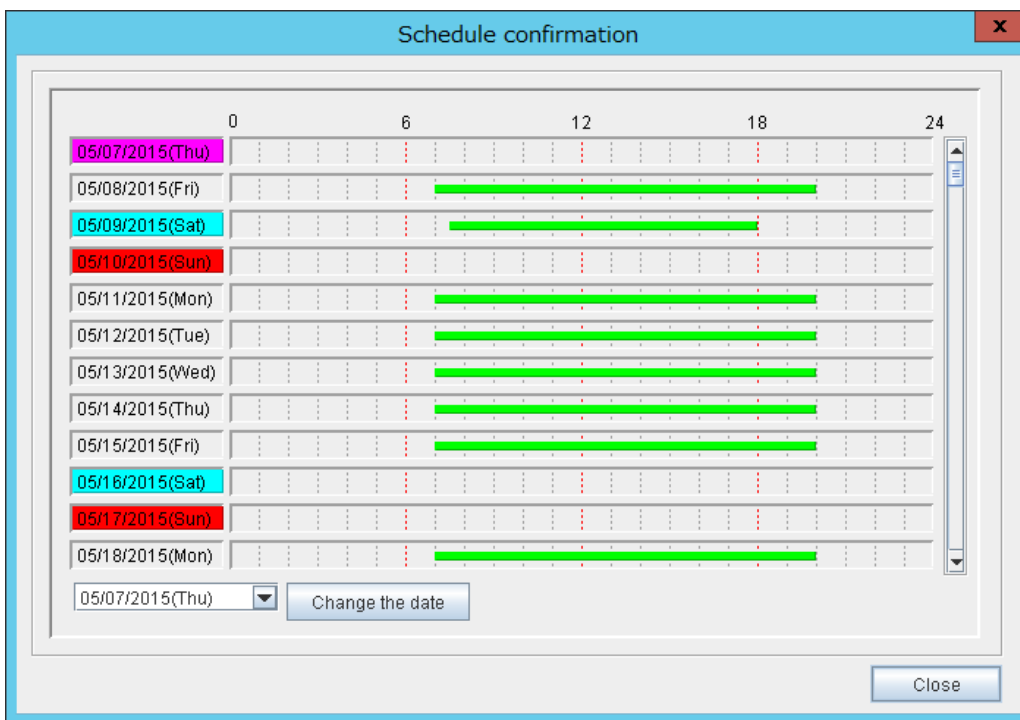 Schedule confirmation
x
0 6 12 18 24
05/07/2015(Thu)
05/08/2015(Fri)
05/09/2015(Sat)
05/10/2015(Sun)
05/11/2015(Mon)
05/12/2015(Tue)
05/13/2015(Wed)
05/14/2015(Thu)
05/15/2015(Fri)
05/16/2015(Sat)
05/17/2015(Sun)
05/18/2015(Mon)
05/07/2015(Thu) Change the date
Close